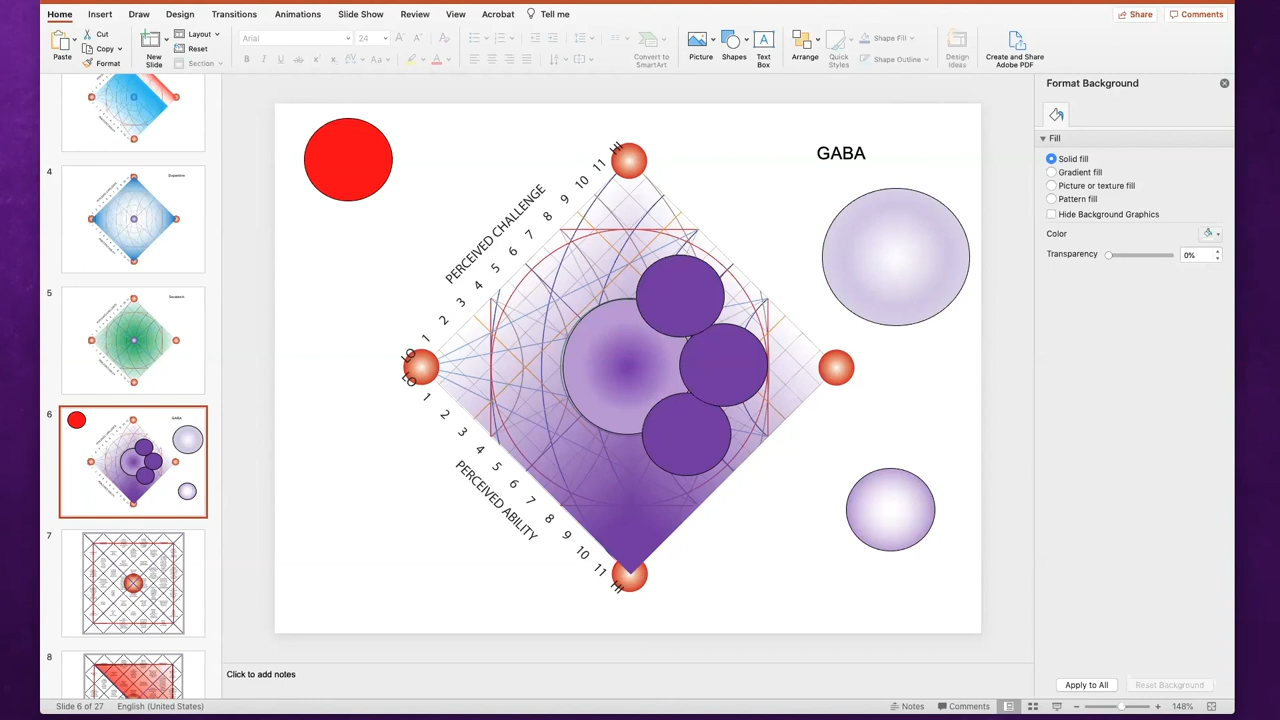 Home Insert Draw Design Transitions Animations Slide Show Review View Acrobat Tell me Share Comments
Paste Cut Copy Format New Slide Layout Reset Section Arial 24 Convert to SmartArt Picture Shapes Text Box Arrange Quick Styles Shape Fill Shape Outline Design Ideas Create and Share Adobe PDF
Format Background
Fill
Solid fill
Gradient fill
Picture or texture fill
Pattern fill
Hide Background Graphics
Color
Transparency 0%
Apply to All Reset Background
4
Dopamine
5
6
GABA
7
8
GABA
PERCEIVED CHALLENGE
LO 1 2 3 4 5 6 7 8 9 10 11 HI
PERCEIVED ABILITY
LO 1 2 3 4 5 6 7 8 9 10 11 HI
Click to add notes
Slide 6 of 27 English (United States) Notes Comments 148%